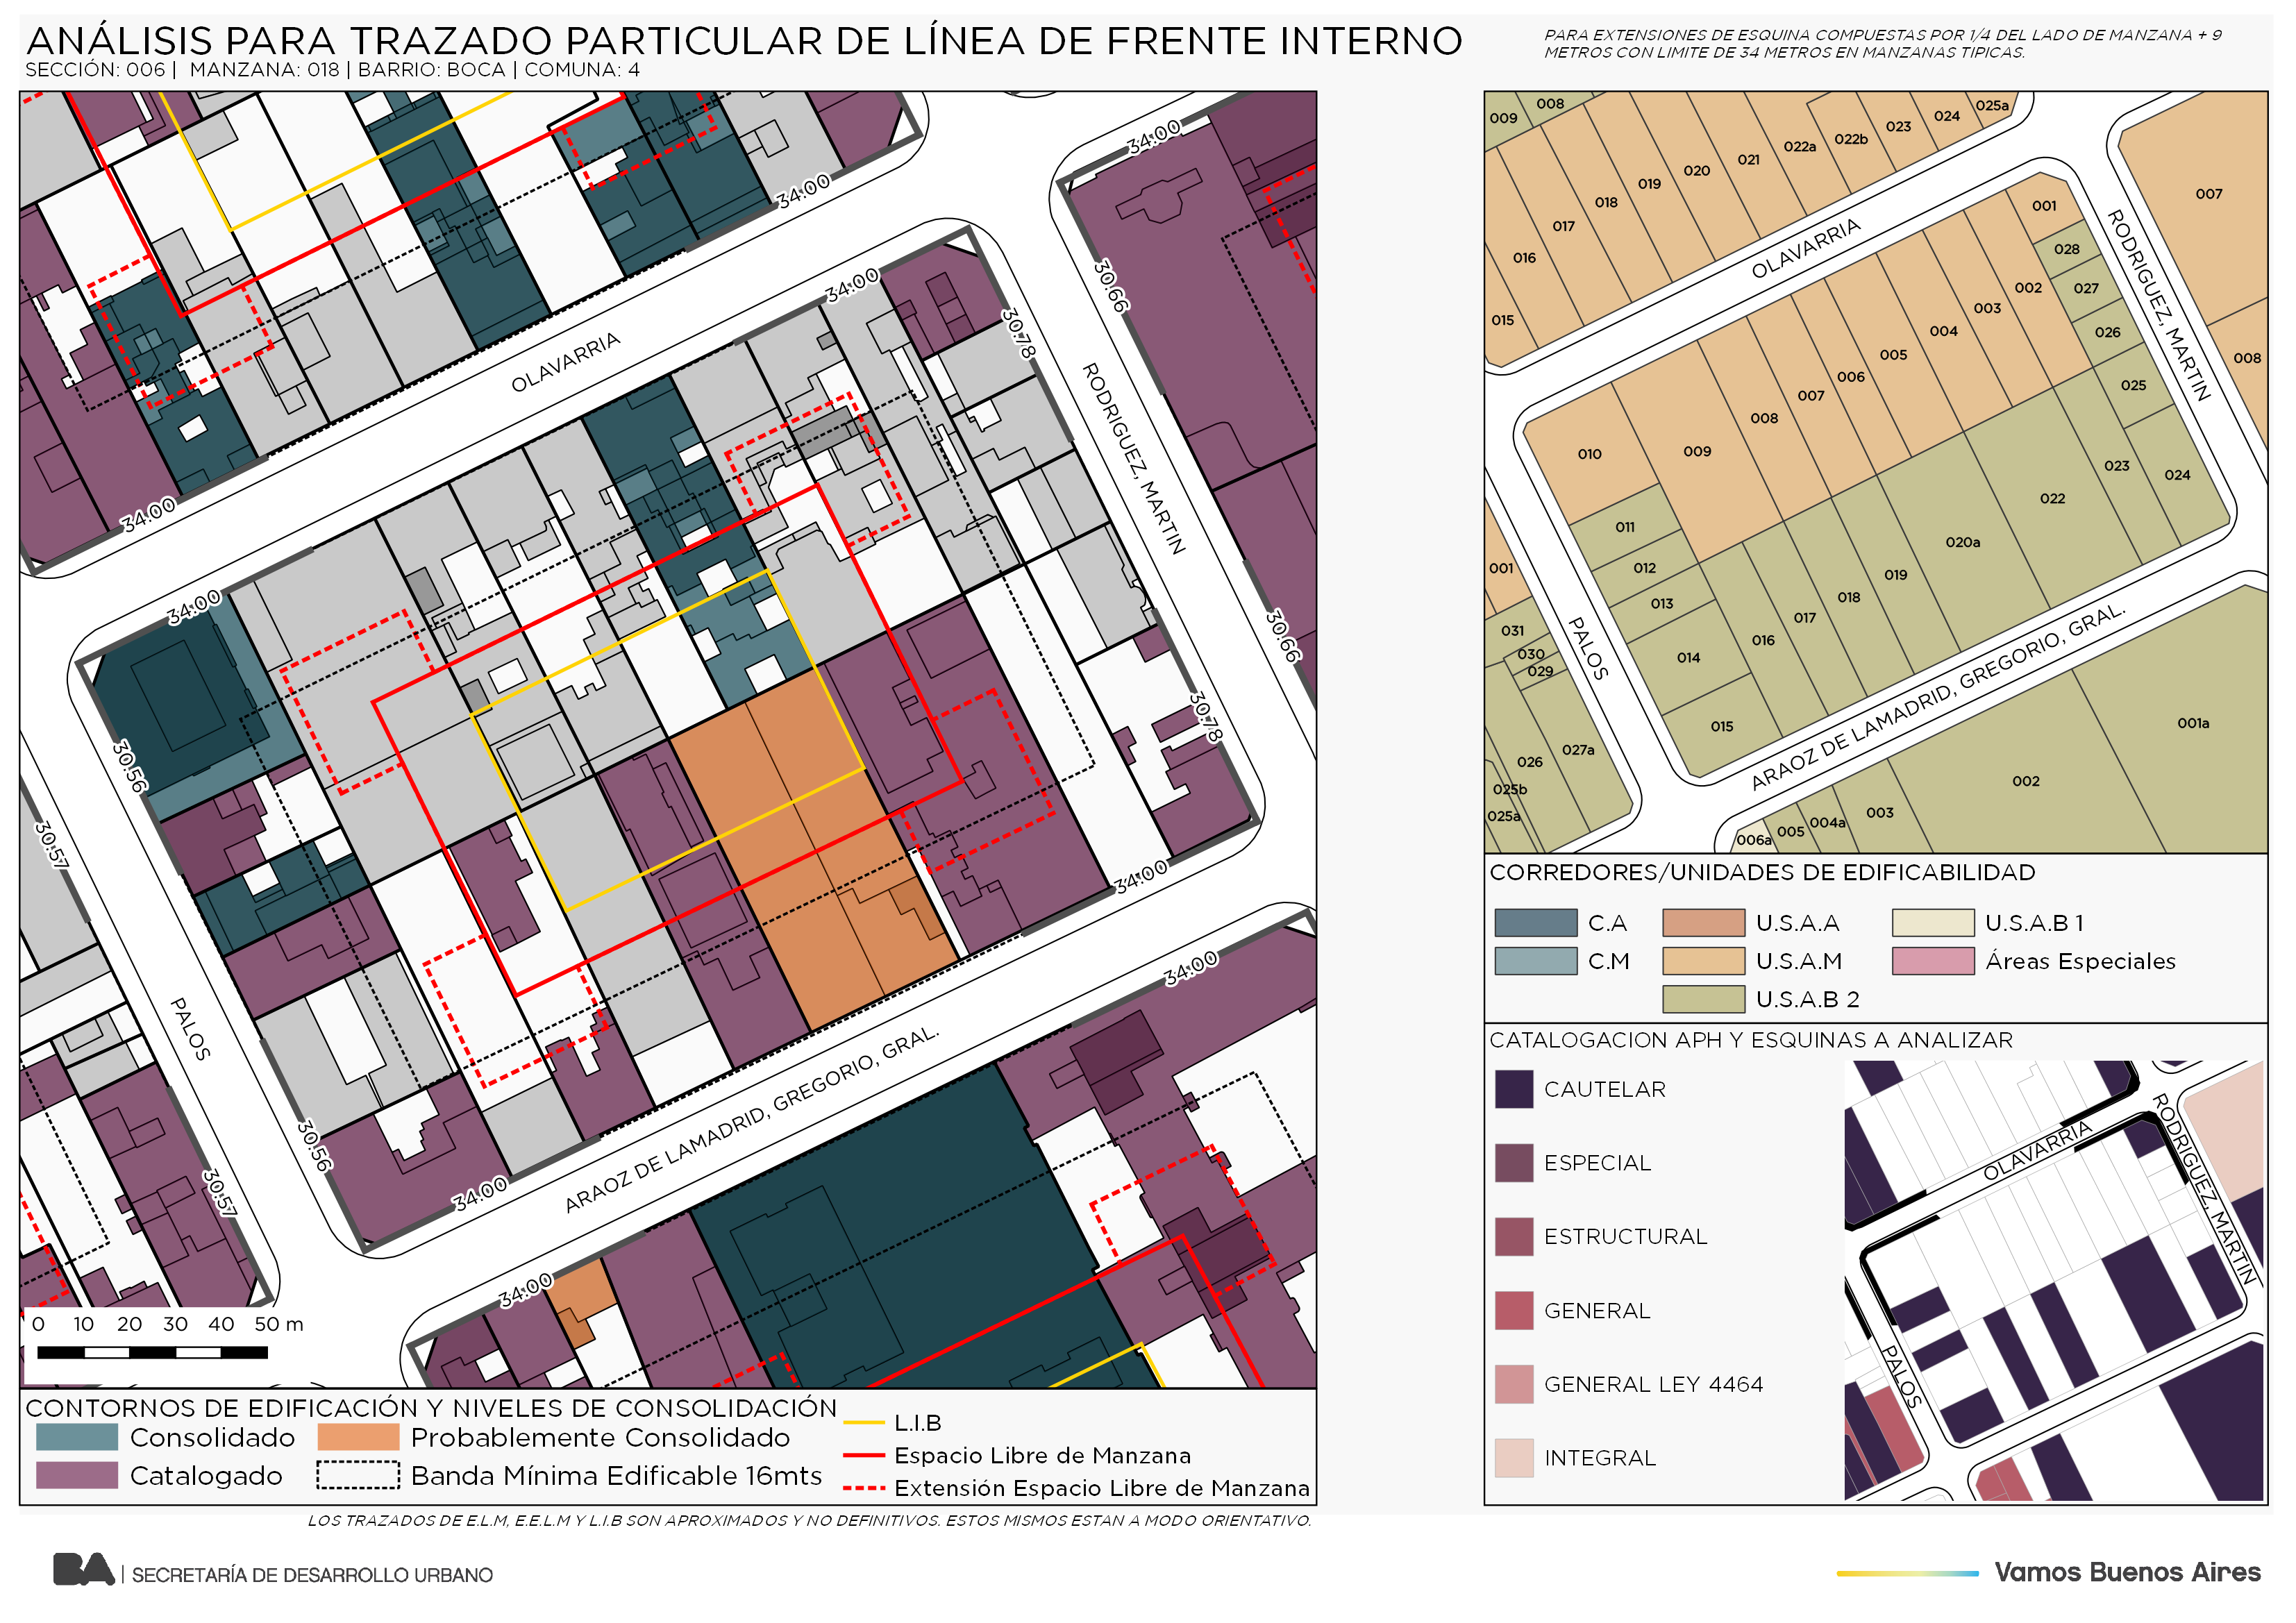 ANÁLISIS PARA TRAZADO PARTICULAR DE LÍNEA DE FRENTE INTERNO
SECCIÓN: 006 | MANZANA: 018 | BARRIO: BOCA | COMUNA: 4
PARA EXTENSIONES DE ESQUINA COMPUESTAS POR 1/4 DEL LADO DE MANZANA + 9
METROS CON LIMITE DE 34 METROS EN MANZANAS TIPICAS.
34.00
34.00
34.00
30.66
30.78
OLAVARRIA
RODRIGUEZ, MARTIN
34.00
34.00
30.66
30.56
30.78
30.57
34.00
PALOS
34.00
30.56
30.57
34.00
ARAOZ DE LAMADRID, GREGORIO, GRAL.
34.00
0 10 20 30 40 50 m
009
008
015
016
017
018
019
020
021
022a
022b
023
024
025a
007
008
OLAVARRIA
RODRIGUEZ, MARTIN
001
028
027
026
025
024
023
002
003
004
005
006
007
008
009
010
011
012
013
014
015
016
017
018
019
020a
022
001
031
030
029
027a
026
025b
025a
PALOS
ARAOZ DE LAMADRID, GREGORIO, GRAL.
006a
005
004a
003
002
001a
CORREDORES/UNIDADES DE EDIFICABILIDAD
C.A
U.S.A.A
U.S.A.B 1
C.M
U.S.A.M
Áreas Especiales
U.S.A.B 2
CATALOGACION APH Y ESQUINAS A ANALIZAR
CAUTELAR
ESPECIAL
ESTRUCTURAL
GENERAL
GENERAL LEY 4464
INTEGRAL
OLAVARRIA
RODRIGUEZ, MARTIN
PALOS
CONTORNOS DE EDIFICACIÓN Y NIVELES DE CONSOLIDACIÓN
Consolidado
Probablemente Consolidado
Catalogado
Banda Mínima Edificable 16mts
L.I.B
Espacio Libre de Manzana
Extensión Espacio Libre de Manzana
LOS TRAZADOS DE E.L.M, E.E.L.M Y L.I.B SON APROXIMADOS Y NO DEFINITIVOS. ESTOS MISMOS ESTAN A MODO ORIENTATIVO.
BA | SECRETARÍA DE DESARROLLO URBANO
Vamos Buenos Aires